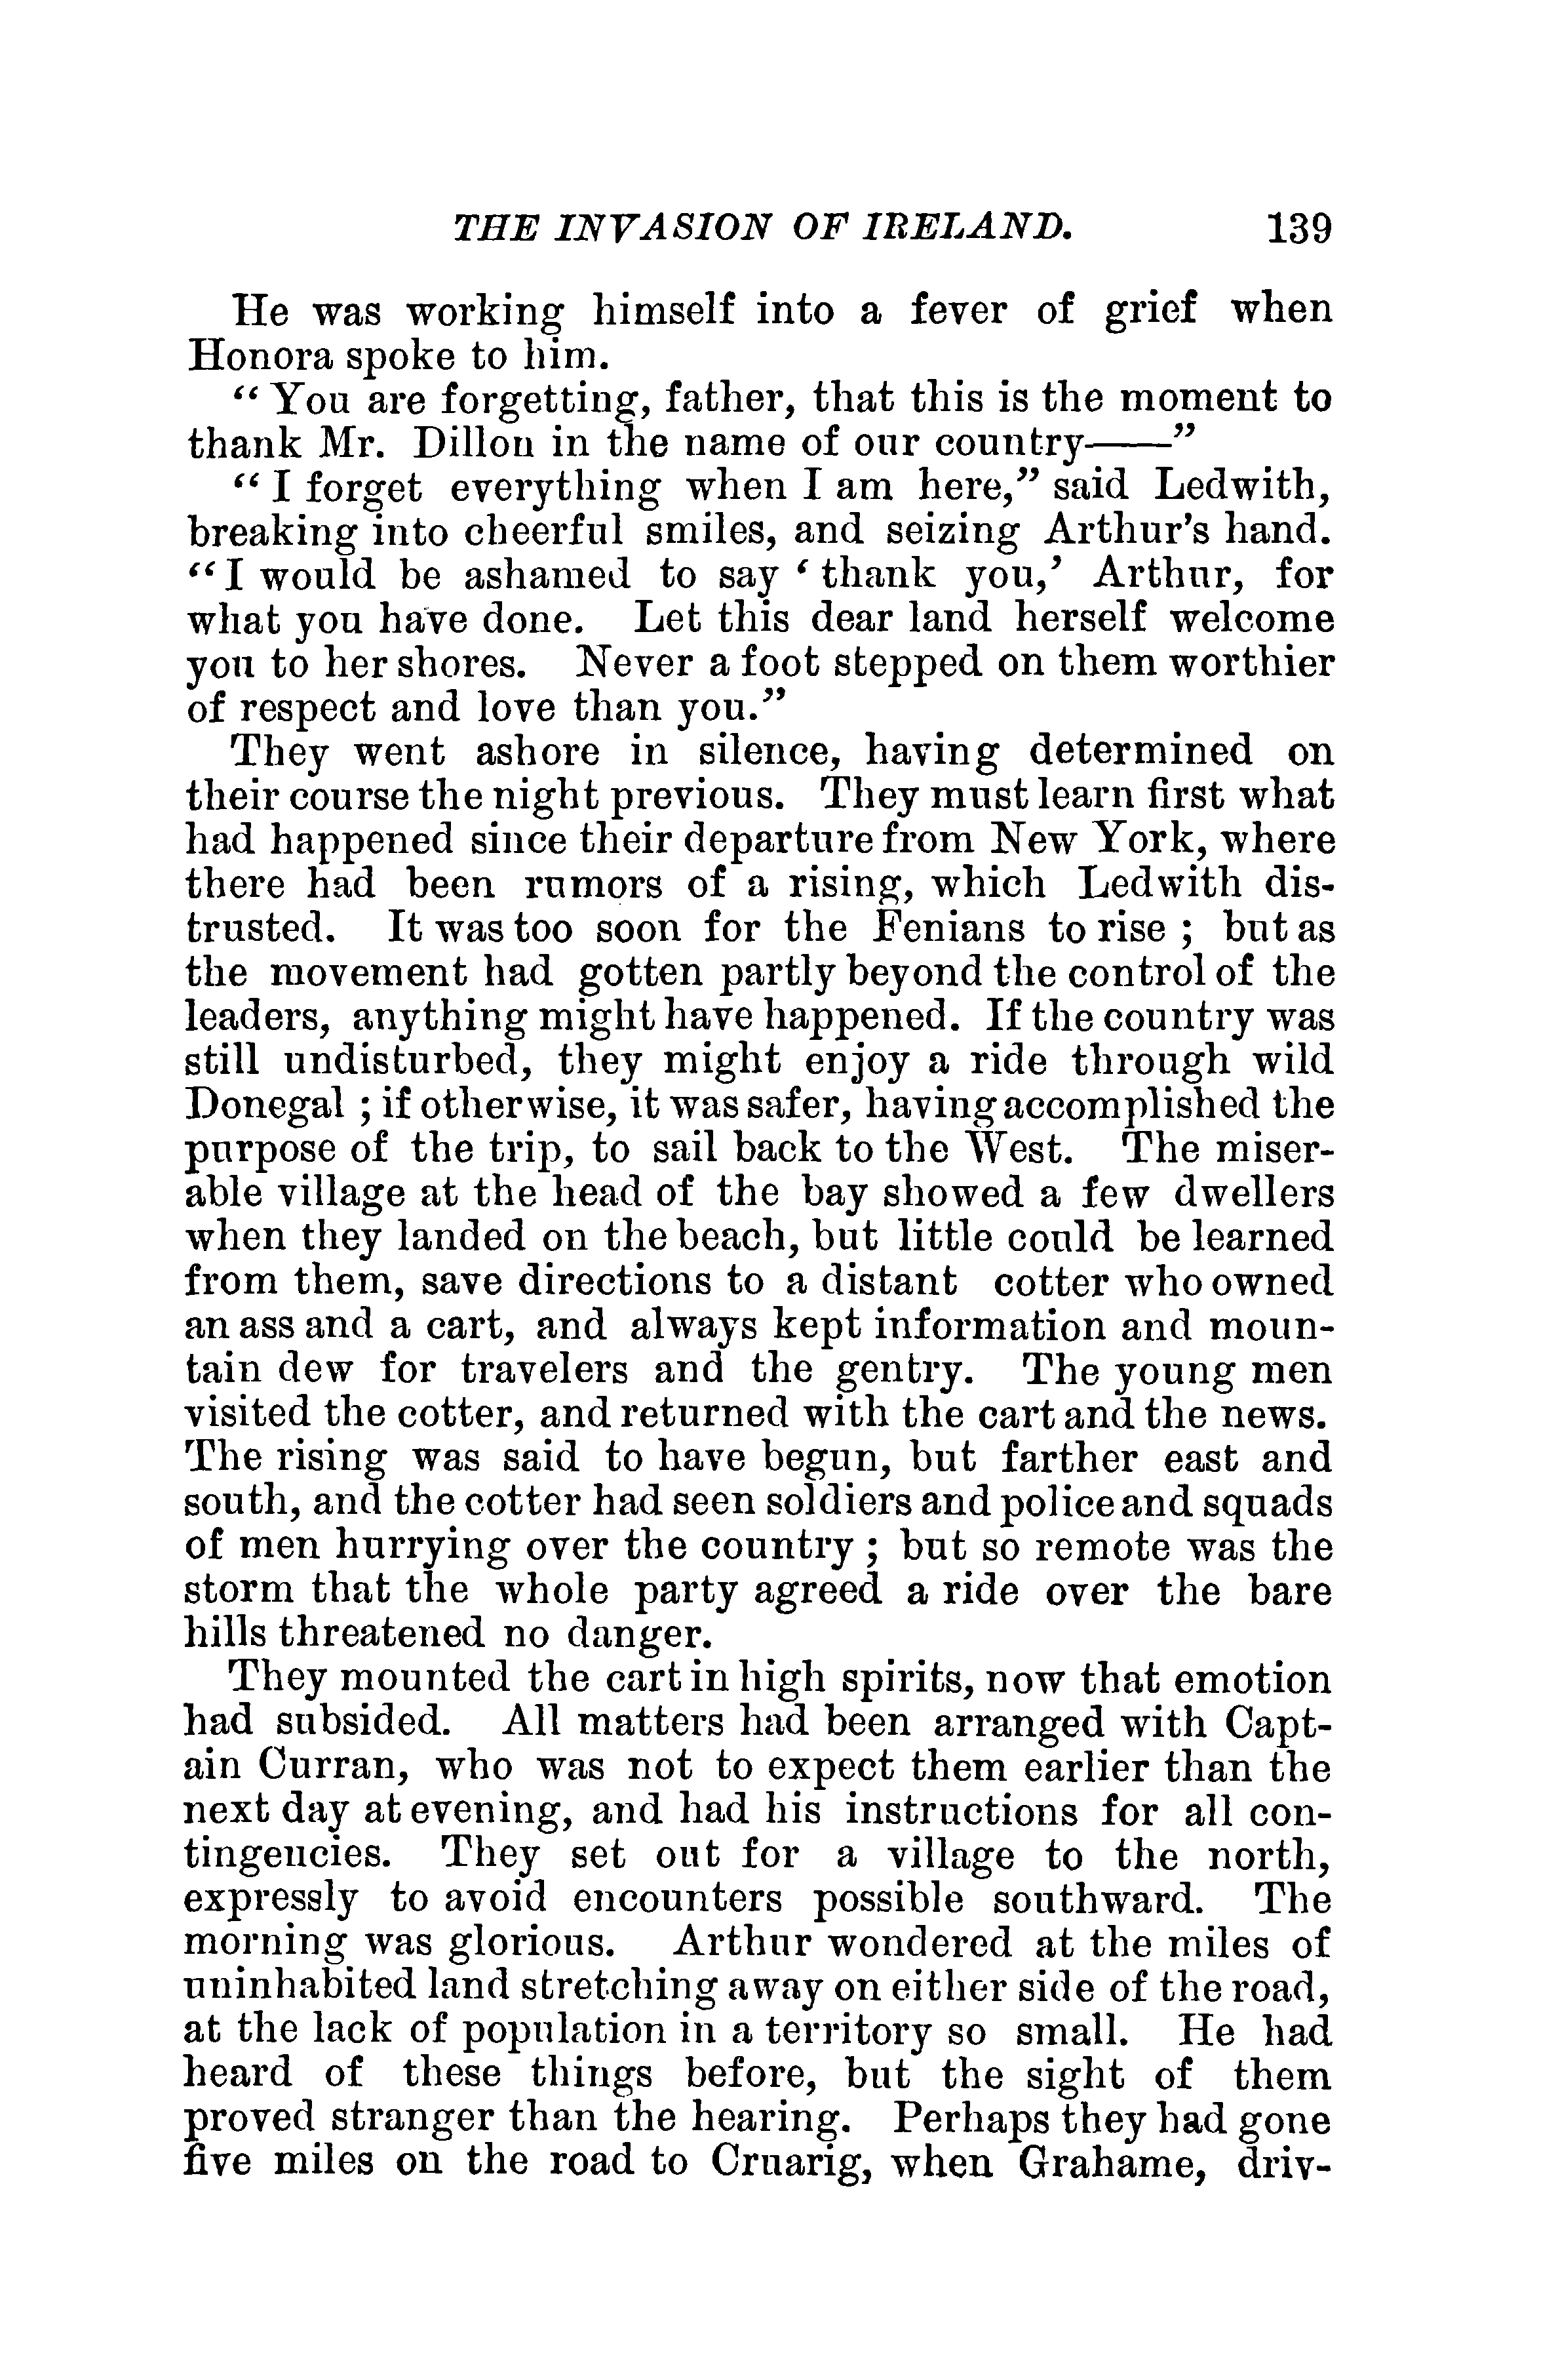 THE INVASION OF IRELAND. 139
He was working himself into a fever of grief when
Honora spoke to him.
“ You are forgetting, father, that this is the moment to
thank Mr. Dillon in the name of our country——”
“ I forget everything when I am here,” said Ledwith,
breaking into cheerful smiles, and seizing Arthur’s hand.
“ I would be ashamed to say ‘ thank you,’ Arthur, for
what you have done. Let this dear land herself welcome
you to her shores. Never a foot stepped on them worthier
of respect and love than you.”
They went ashore in silence, having determined on
their course the night previous. They must learn first what
had happened since their departure from New York, where
there had been rumors of a rising, which Ledwith dis-
trusted. It was too soon for the Fenians to rise ; but as
the movement had gotten partly beyond the control of the
leaders, anything might have happened. If the country was
still undisturbed, they might enjoy a ride through wild
Donegal ; if otherwise, it was safer, having accomplished the
purpose of the trip, to sail back to the West. The miser-
able village at the head of the bay showed a few dwellers
when they landed on the beach, but little could be learned
from them, save directions to a distant cotter who owned
an ass and a cart, and always kept information and moun-
tain dew for travelers and the gentry. The young men
visited the cotter, and returned with the cart and the news.
The rising was said to have begun, but farther east and
south, and the cotter had seen soldiers and police and squads
of men hurrying over the country ; but so remote was the
storm that the whole party agreed a ride over the bare
hills threatened no danger.
They mounted the cart in high spirits, now that emotion
had subsided. All matters had been arranged with Capt-
ain Curran, who was not to expect them earlier than the
next day at evening, and had his instructions for all con-
tingencies. They set out for a village to the north,
expressly to avoid encounters possible southward. The
morning was glorious. Arthur wondered at the miles of
uninhabited land stretching away on either side of the road,
at the lack of population in a territory so small. He had
heard of these things before, but the sight of them
proved stranger than the hearing. Perhaps they had gone
five miles on the road to Cruarig, when Grahame, driv-